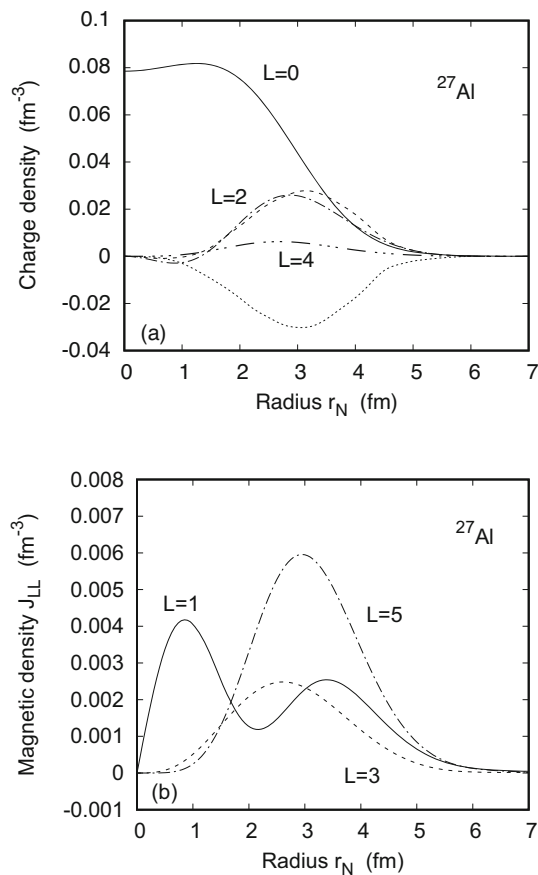 0.1
0.08
0.06
0.04
0.02
0
-0.02
-0.04
Charge density (fm⁻³)
L=0
²⁷Al
L=2
L=4
(a)
0 1 2 3 4 5 6 7
Radius r_N (fm)
0.008
0.007
0.006
0.005
0.004
0.003
0.002
0.001
0
-0.001
Magnetic density J_LL (fm⁻³)
²⁷Al
L=1
L=5
L=3
(b)
0 1 2 3 4 5 6 7
Radius r_N (fm)